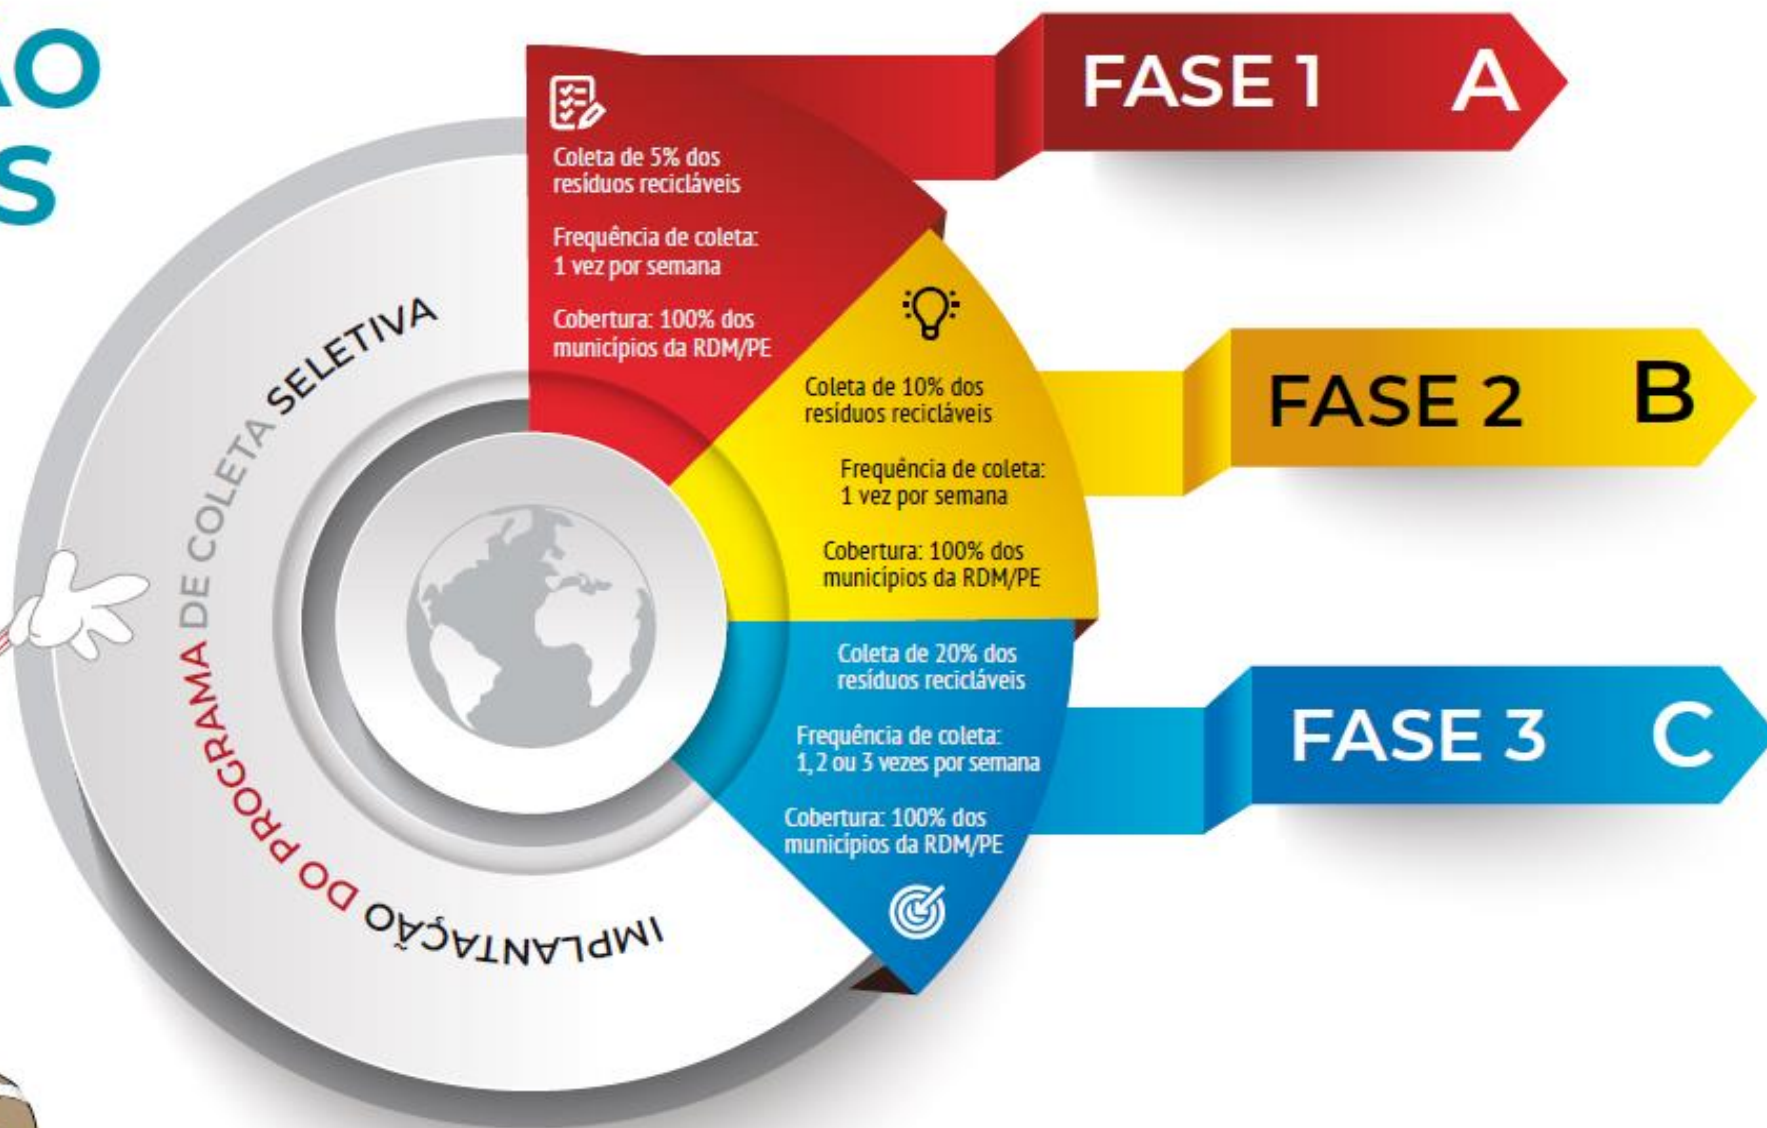 FASE 1 A
Coleta de 5% dos
resíduos recicláveis
Frequência de coleta:
1 vez por semana
Cobertura: 100% dos
municípios da RDM/PE
FASE 2 B
Coleta de 10% dos
resíduos recicláveis
Frequência de coleta:
1 vez por semana
Cobertura: 100% dos
municípios da RDM/PE
FASE 3 C
Coleta de 20% dos
resíduos recicláveis
Frequência de coleta:
1, 2 ou 3 vezes por semana
Cobertura: 100% dos
municípios da RDM/PE
IMPLANTAÇÃO DO PROGRAMA DE COLETA SELETIVA